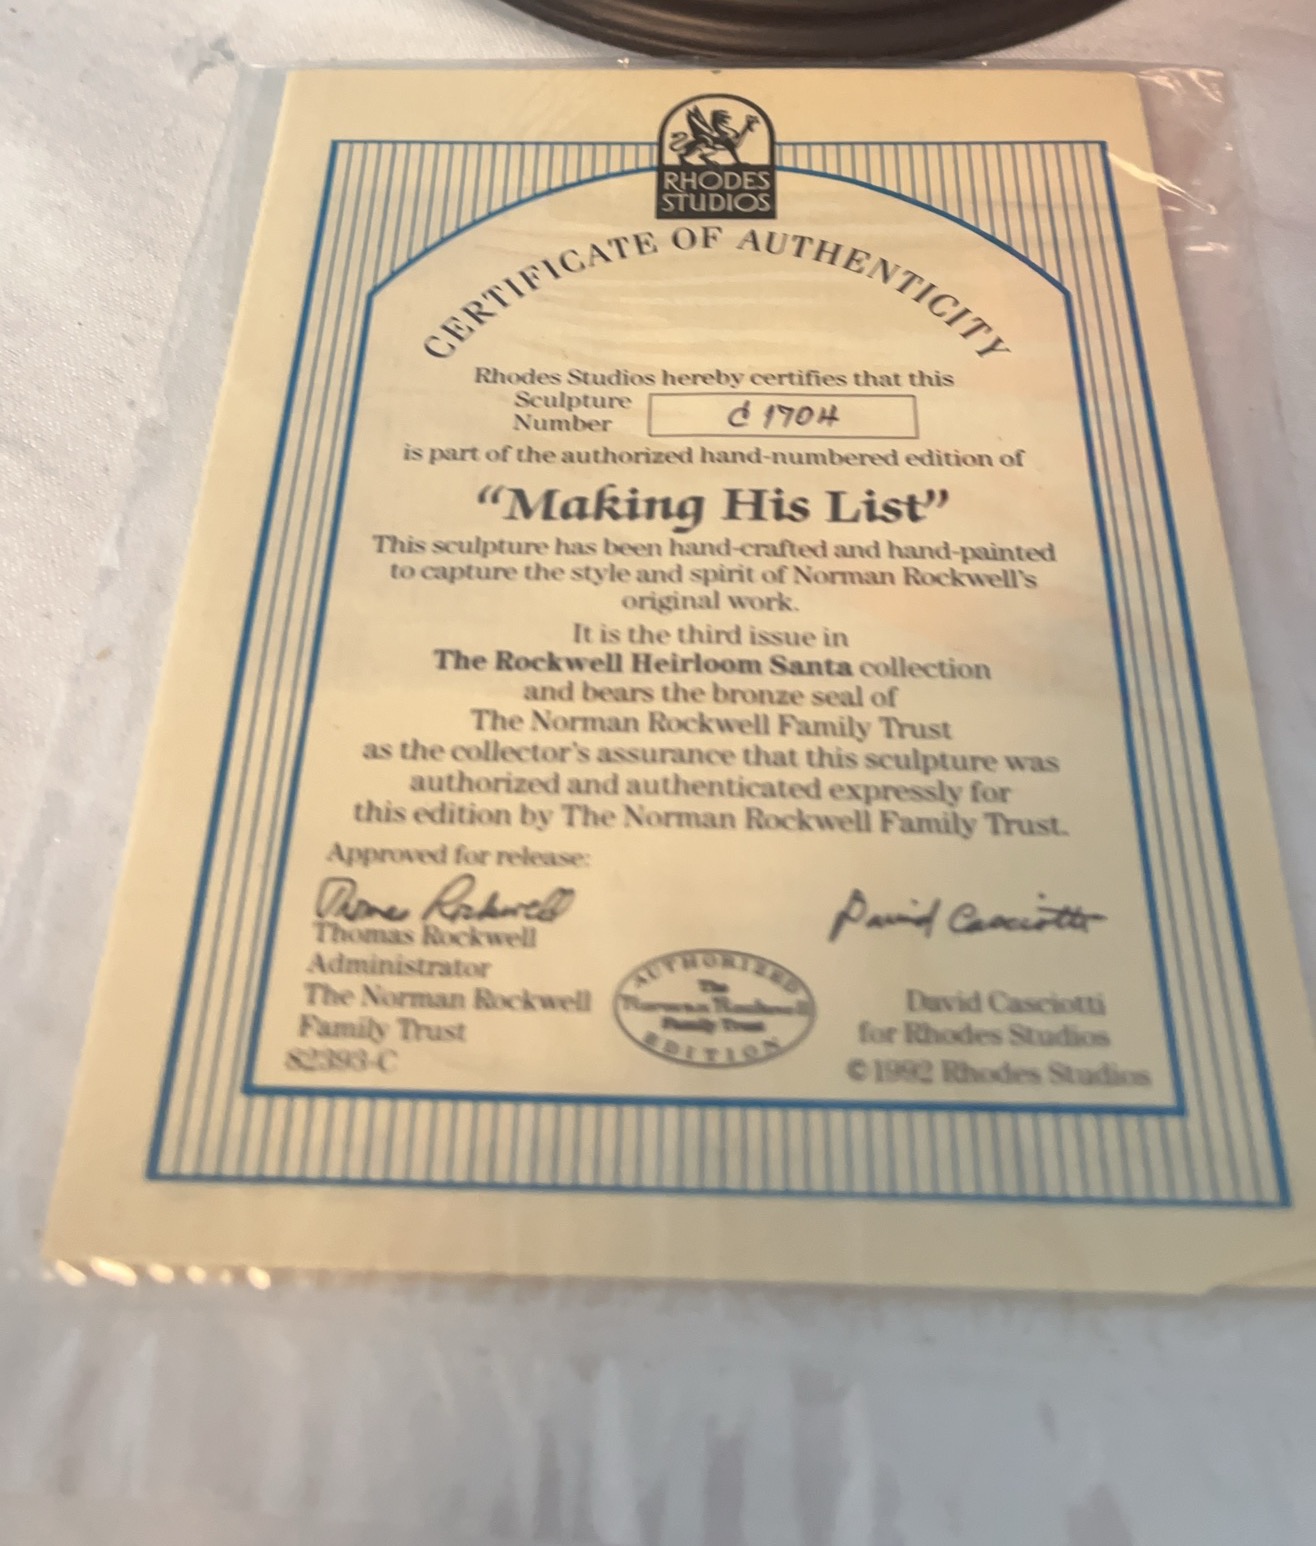 RHODES
STUDIOS
CERTIFICATE OF AUTHENTICITY
Rhodes Studios hereby certifies that this
Sculpture
Number
C 1704
is part of the authorized hand-numbered edition of
“Making His List”
This sculpture has been hand-crafted and hand-painted
to capture the style and spirit of Norman Rockwell's
original work.
It is the third issue in
The Rockwell Heirloom Santa collection
and bears the bronze seal of
The Norman Rockwell Family Trust
as the collector's assurance that this sculpture was
authorized and authenticated expressly for
this edition by The Norman Rockwell Family Trust.
Approved for release:
Thomas Rockwell
Thomas Rockwell
Administrator
The Norman Rockwell
Family Trust
82393-C
AUTHORIZED
The
Norman Rockwell
Family Trust
EDITION
David Casciotti
David Casciotti
for Rhodes Studios
©1992 Rhodes Studios